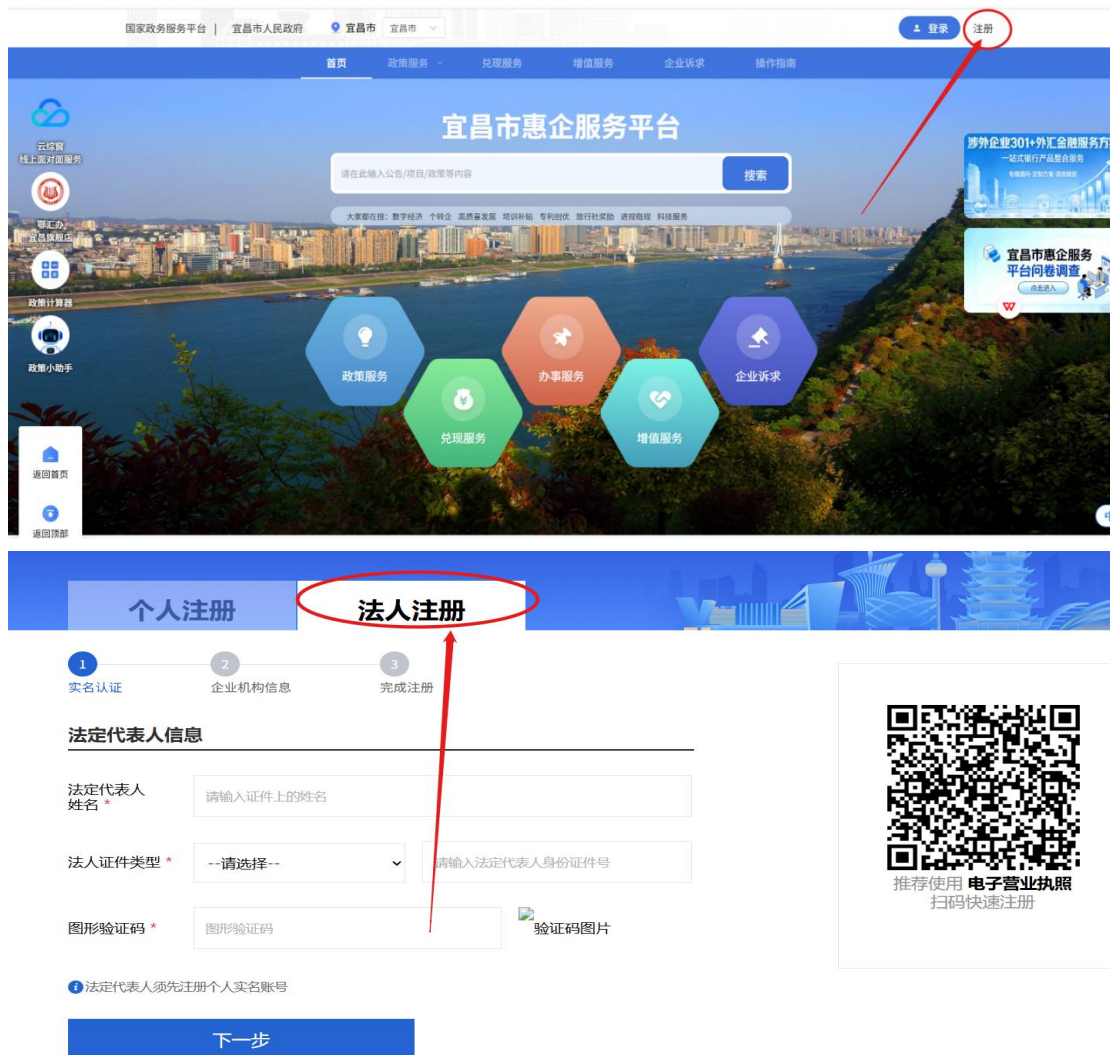 国家政务服务平台 | 宜昌市人民政府 宜昌市 宜昌市 登录 注册
首页 政策服务 兑现服务 增值服务 企业诉求 操作指南
云综窗
线上面对面服务
鄂汇办
宜昌旗舰店
政策计算器
政策小助手
返回首页
返回顶部
宜昌市惠企服务平台
请在此输入公告/项目/政策等内容 搜索
大家都在搜: 数字经济 个转企 高质量发展 培训补贴 专利创优 旅行社奖励 进规稳规 科技服务
政策服务
兑现服务
办事服务
增值服务
企业诉求
涉外企业301+外汇金融服务方
一站式银行产品整合服务
宜昌市惠企服务
平台问卷调查
点击进入
中
个人注册 法人注册
1 2 3
实名认证 企业机构信息 完成注册
法定代表人信息
法定代表人
姓名 * 请输入证件上的姓名
法人证件类型 * --请选择-- 请输入法定代表人身份证件号
图形验证码 * 图形验证码 验证码图片
法定代表人须先注册个人实名账号
下一步
推荐使用 电子营业执照
扫码快速注册